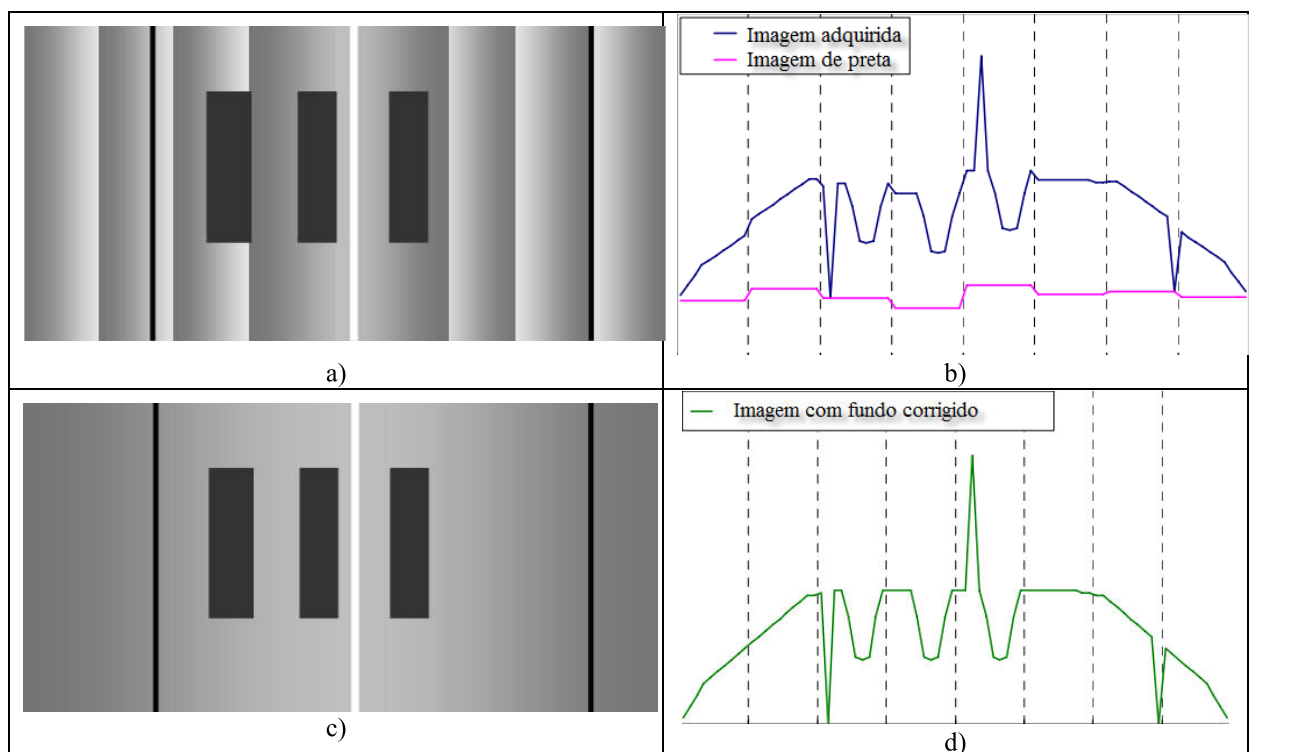 Imagem adquirida
Imagem de preta
a)
b)
Imagem com fundo corrigido
c)
d)